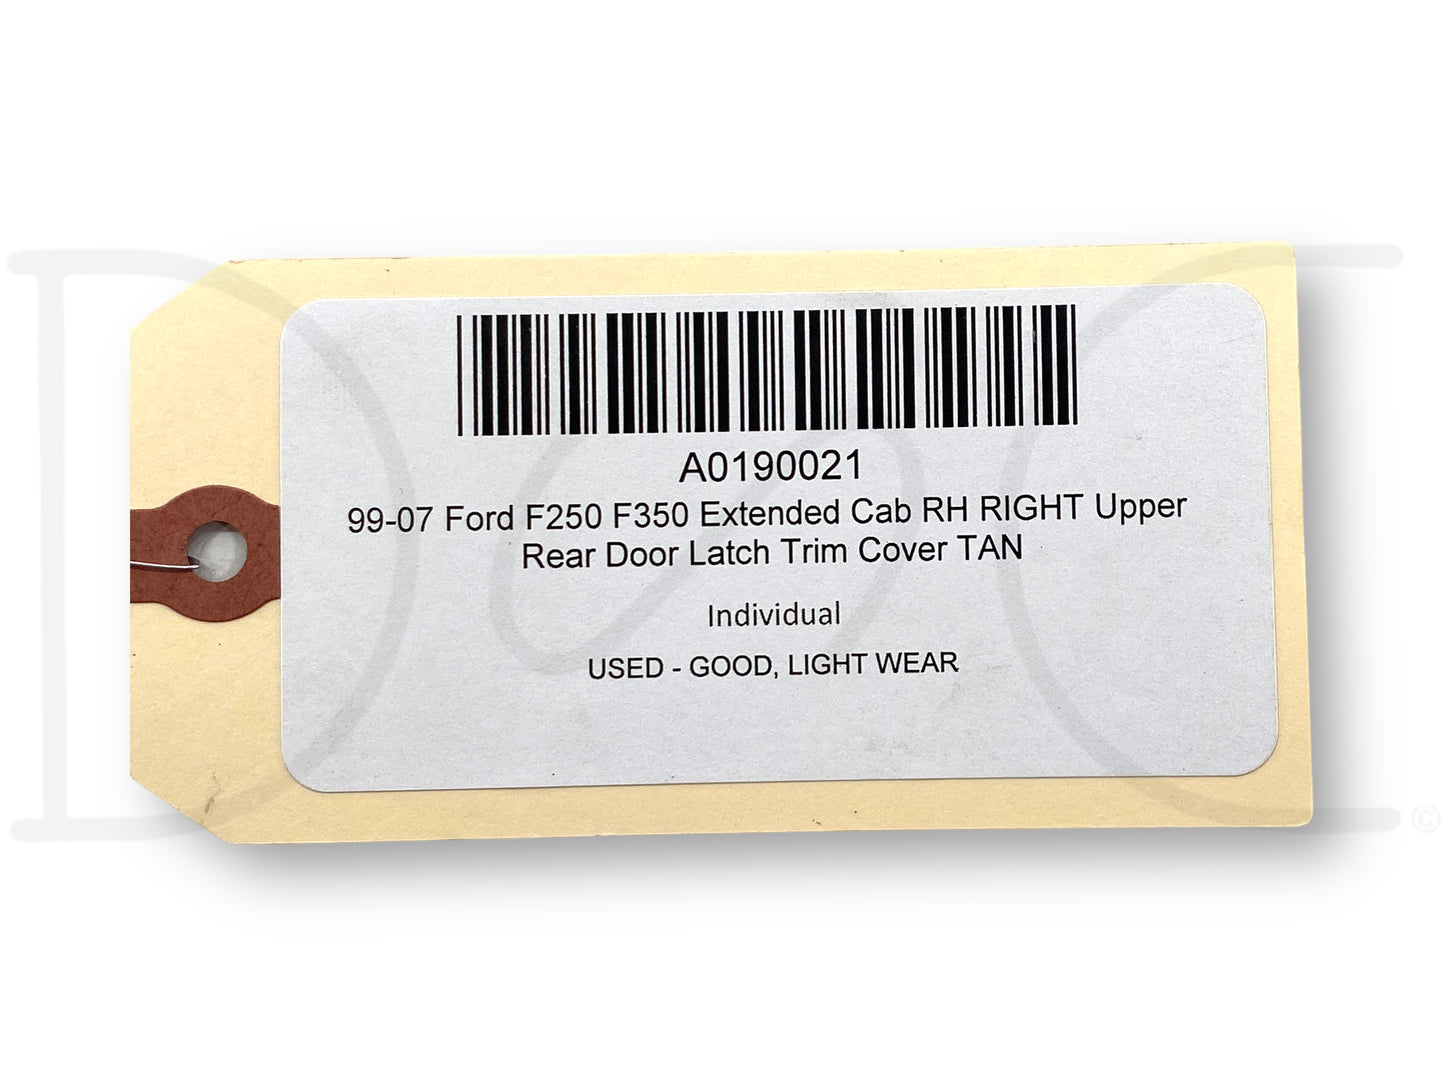 A0190021
99-07 Ford F250 F350 Extended Cab RH RIGHT Upper
Rear Door Latch Trim Cover TAN
Individual
USED - GOOD, LIGHT WEAR
D C
©